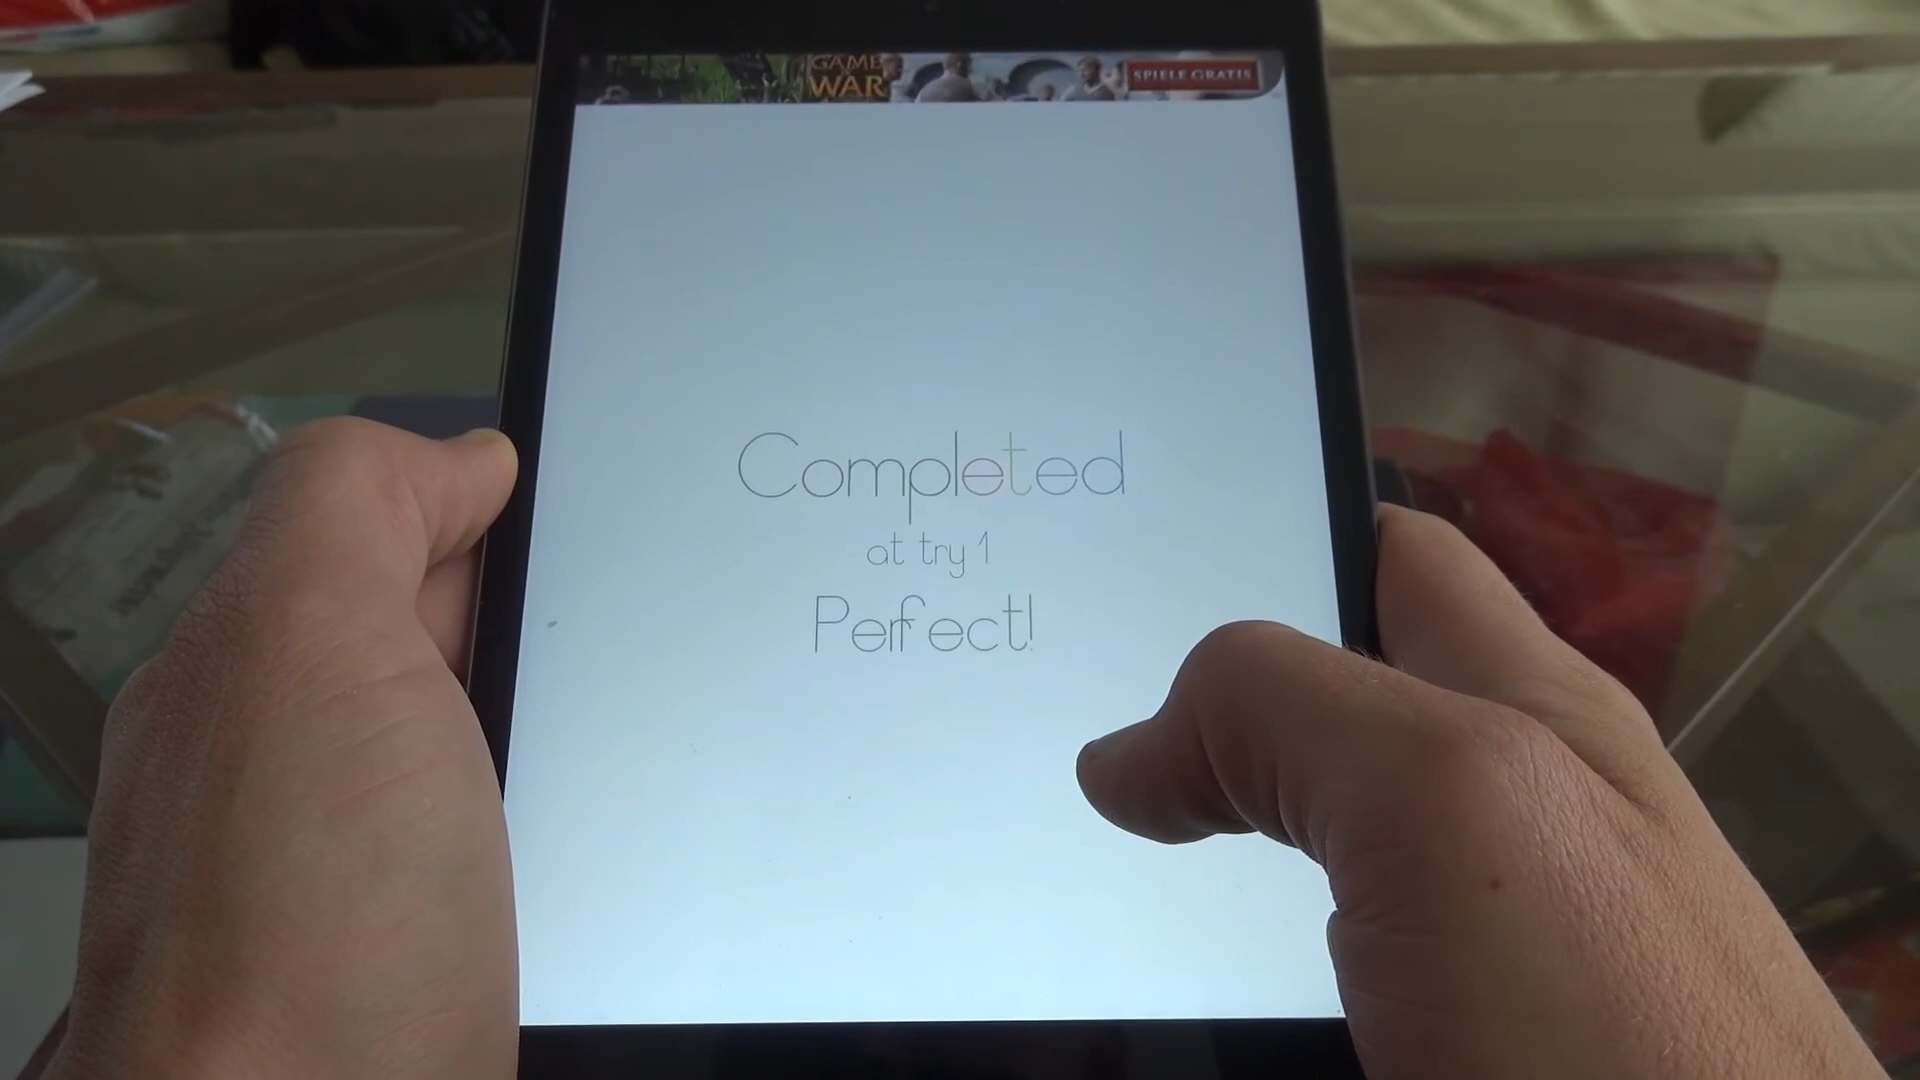 GAME
WAR
SPIELE GRATIS
Completed
at try 1
Perfect!